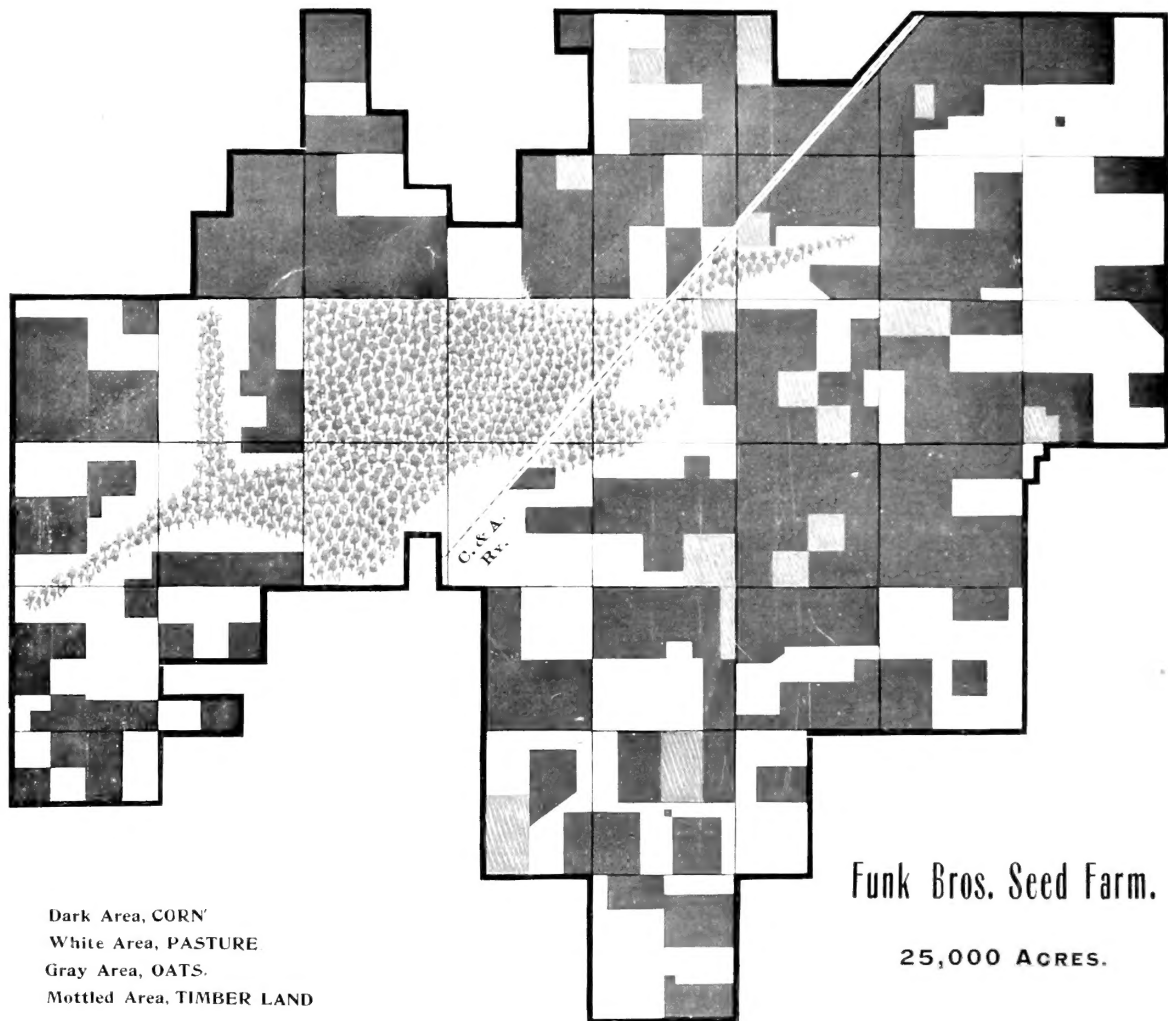 C. & A.
RY.
Funk Bros. Seed Farm.
25,000 ACRES.
Dark Area, CORN'
White Area, PASTURE
Gray Area, OATS.
Mottled Area, TIMBER LAND